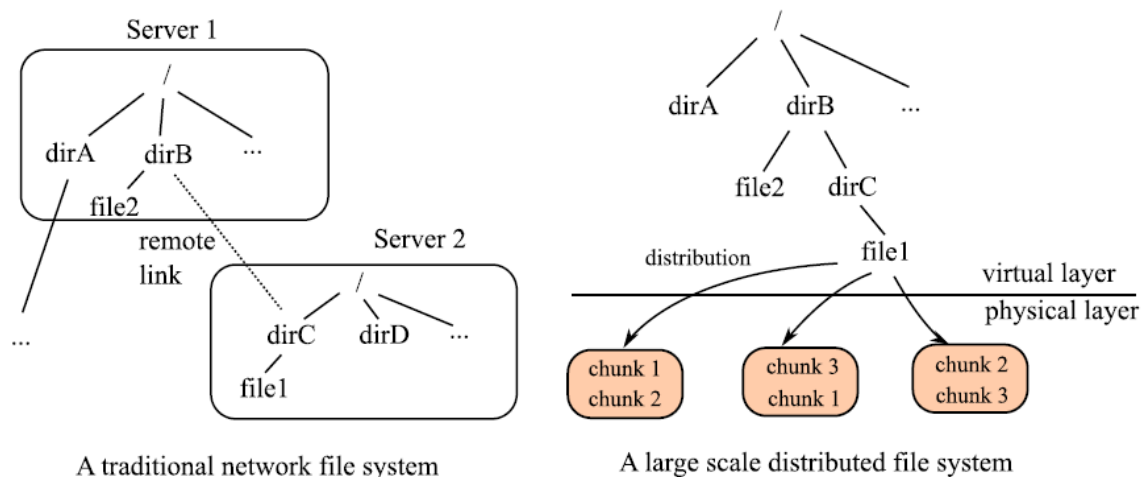 Server 1
/
dirA
dirB
...
file2
remote
link
...
Server 2
/
dirC
dirD
...
file1
A traditional network file system
/
dirA
dirB
...
file2
dirC
file1
distribution
virtual layer
physical layer
chunk 1
chunk 2
chunk 3
chunk 1
chunk 2
chunk 3
A large scale distributed file system